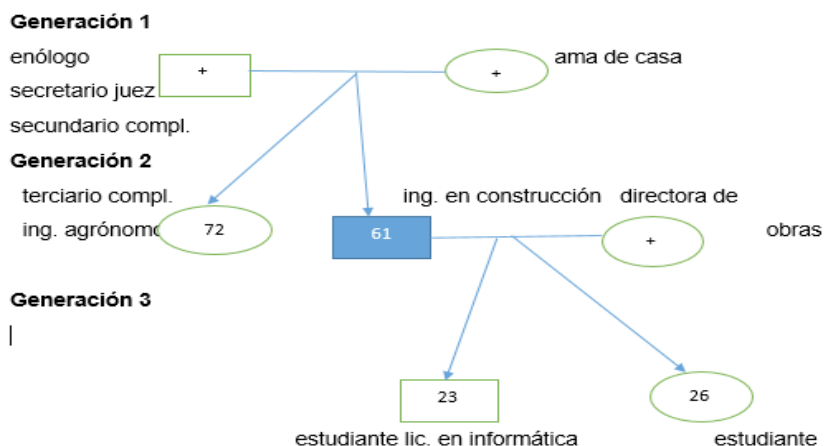 Generación 1
enólogo
+ + ama de casa
secretario juez
secundario compl.
Generación 2
terciario compl. ing. en construcción directora de
ing. agrónomo 72 61 + obras
Generación 3
23 26
estudiante lic. en informática estudiante